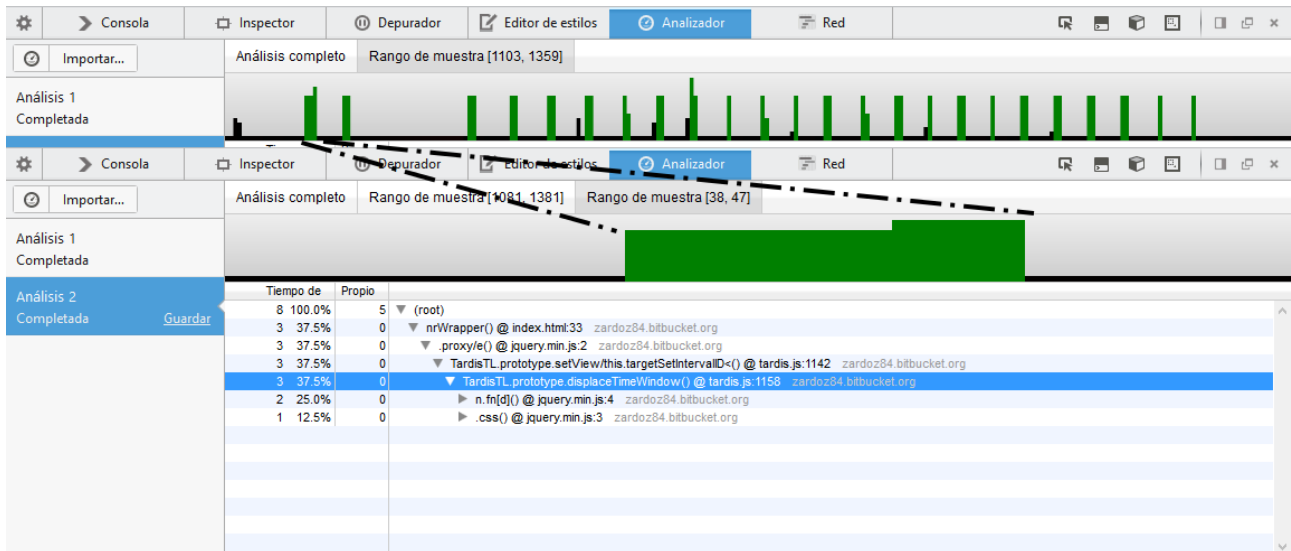 Consola Inspector Depurador Editor de estilos Analizador Red
Importar... Análisis completo Rango de muestra [1103, 1359]
Análisis 1
Completada
Consola Inspector Depurador Editor de estilos Analizador Red
Importar... Análisis completo Rango de muestra [1081, 1381] Rango de muestra [38, 47]
Análisis 1
Completada
Análisis 2
Completada Guardar
Tiempo de Propio
8 100.0% 5 (root)
3 37.5% 0 nrWrapper() @ index.html:33 zardoz84.bitbucket.org
3 37.5% 0 .proxy/e() @ jquery.min.js:2 zardoz84.bitbucket.org
3 37.5% 0 TardisTL.prototype.setView/this.targetSetIntervalID<() @ tardis.js:1142 zardoz84.bitbucket.org
3 37.5% 0 TardisTL.prototype.displaceTimeWindow() @ tardis.js:1158 zardoz84.bitbucket.org
2 25.0% 0 n.fn[d]() @ jquery.min.js:4 zardoz84.bitbucket.org
1 12.5% 0 .css() @ jquery.min.js:3 zardoz84.bitbucket.org